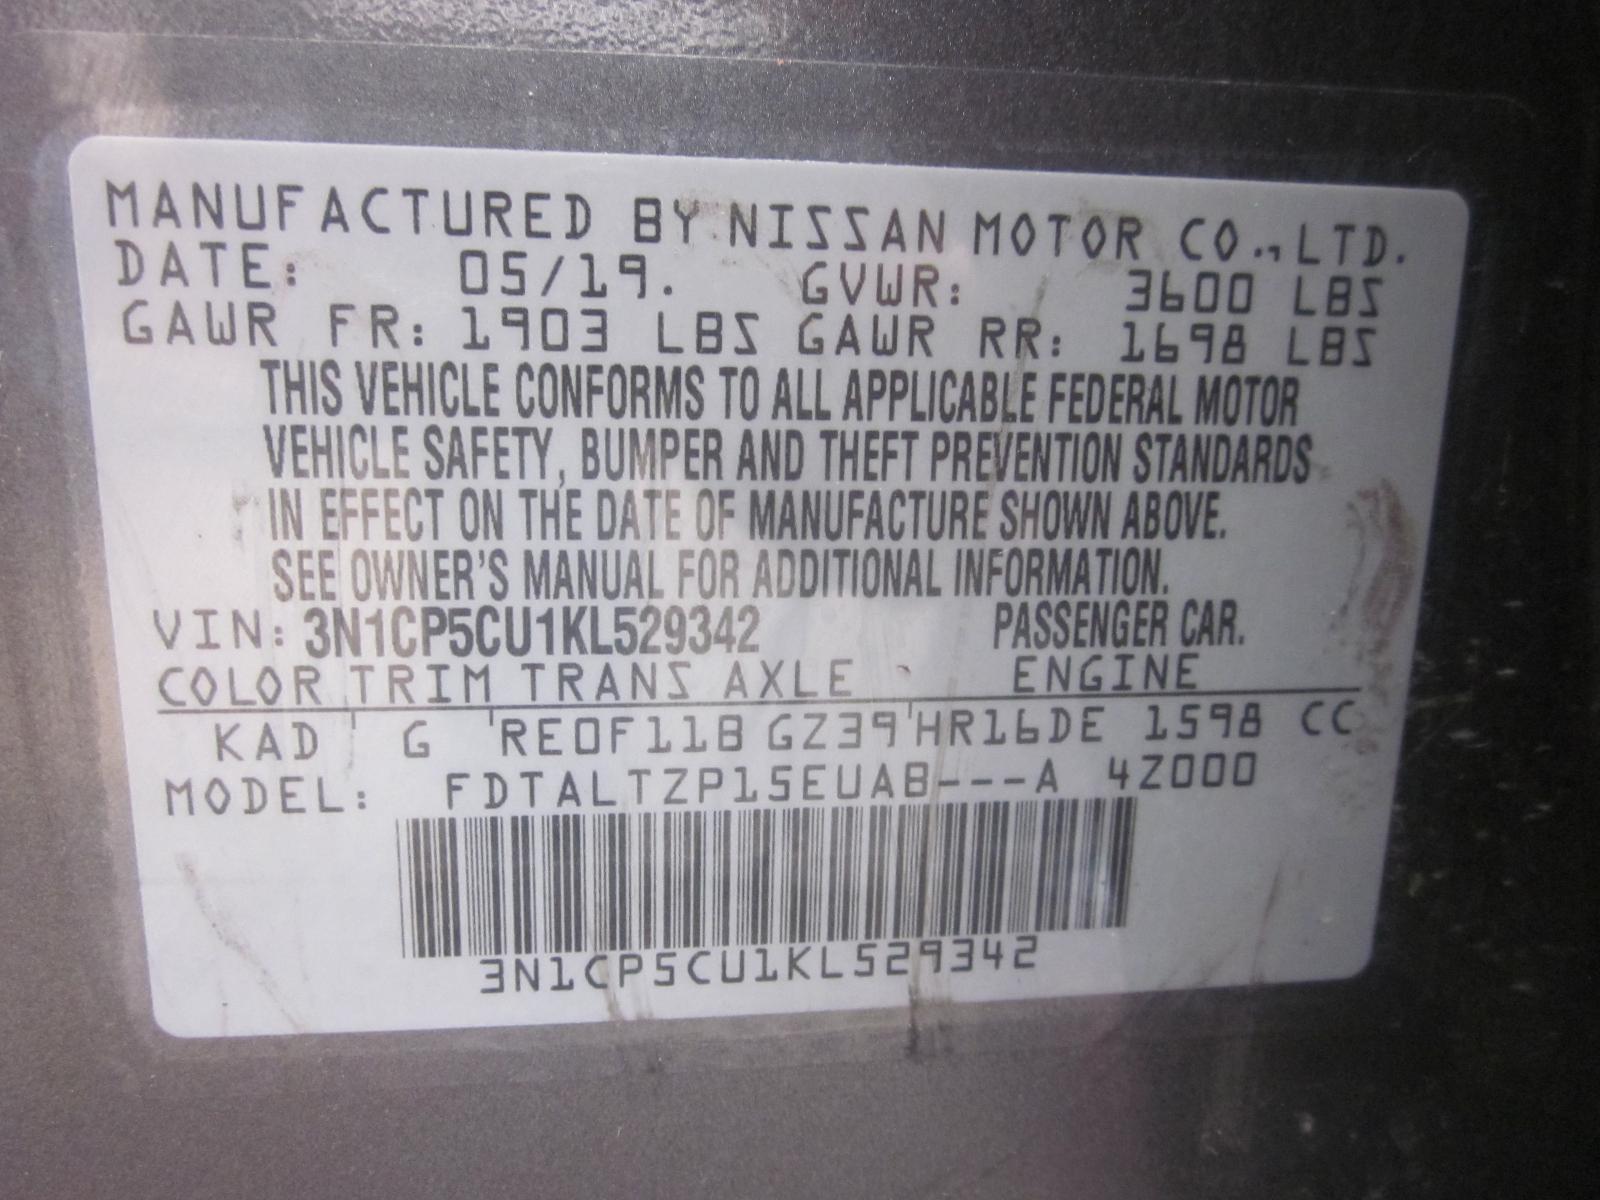 MANUFACTURED BY NISSAN MOTOR CO., LTD.
DATE: 05/19. GVWR: 3600 LBS
GAWR FR: 1903 LBS GAWR RR: 1698 LBS
THIS VEHICLE CONFORMS TO ALL APPLICABLE FEDERAL MOTOR
VEHICLE SAFETY, BUMPER AND THEFT PREVENTION STANDARDS
IN EFFECT ON THE DATE OF MANUFACTURE SHOWN ABOVE.
SEE OWNER'S MANUAL FOR ADDITIONAL INFORMATION.
VIN: 3N1CP5CU1KL529342 PASSENGER CAR.
COLOR TRIM TRANS AXLE ENGINE
KAD G RE0F11B GZ39 HR16DE 1598 CC
MODEL: FDTALTZP15EUAB---A 4Z000
3N1CP5CU1KL529342